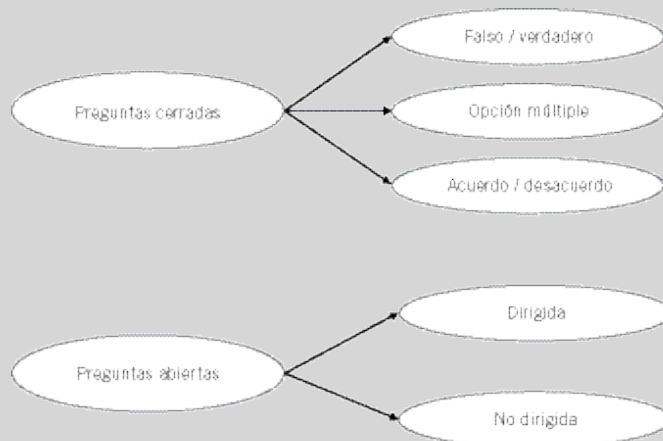 Falso / verdadero
Preguntas cerradas
Opción múltiple
Acuerdo / desacuerdo
Dirigida
Preguntas abiertas
No dirigida